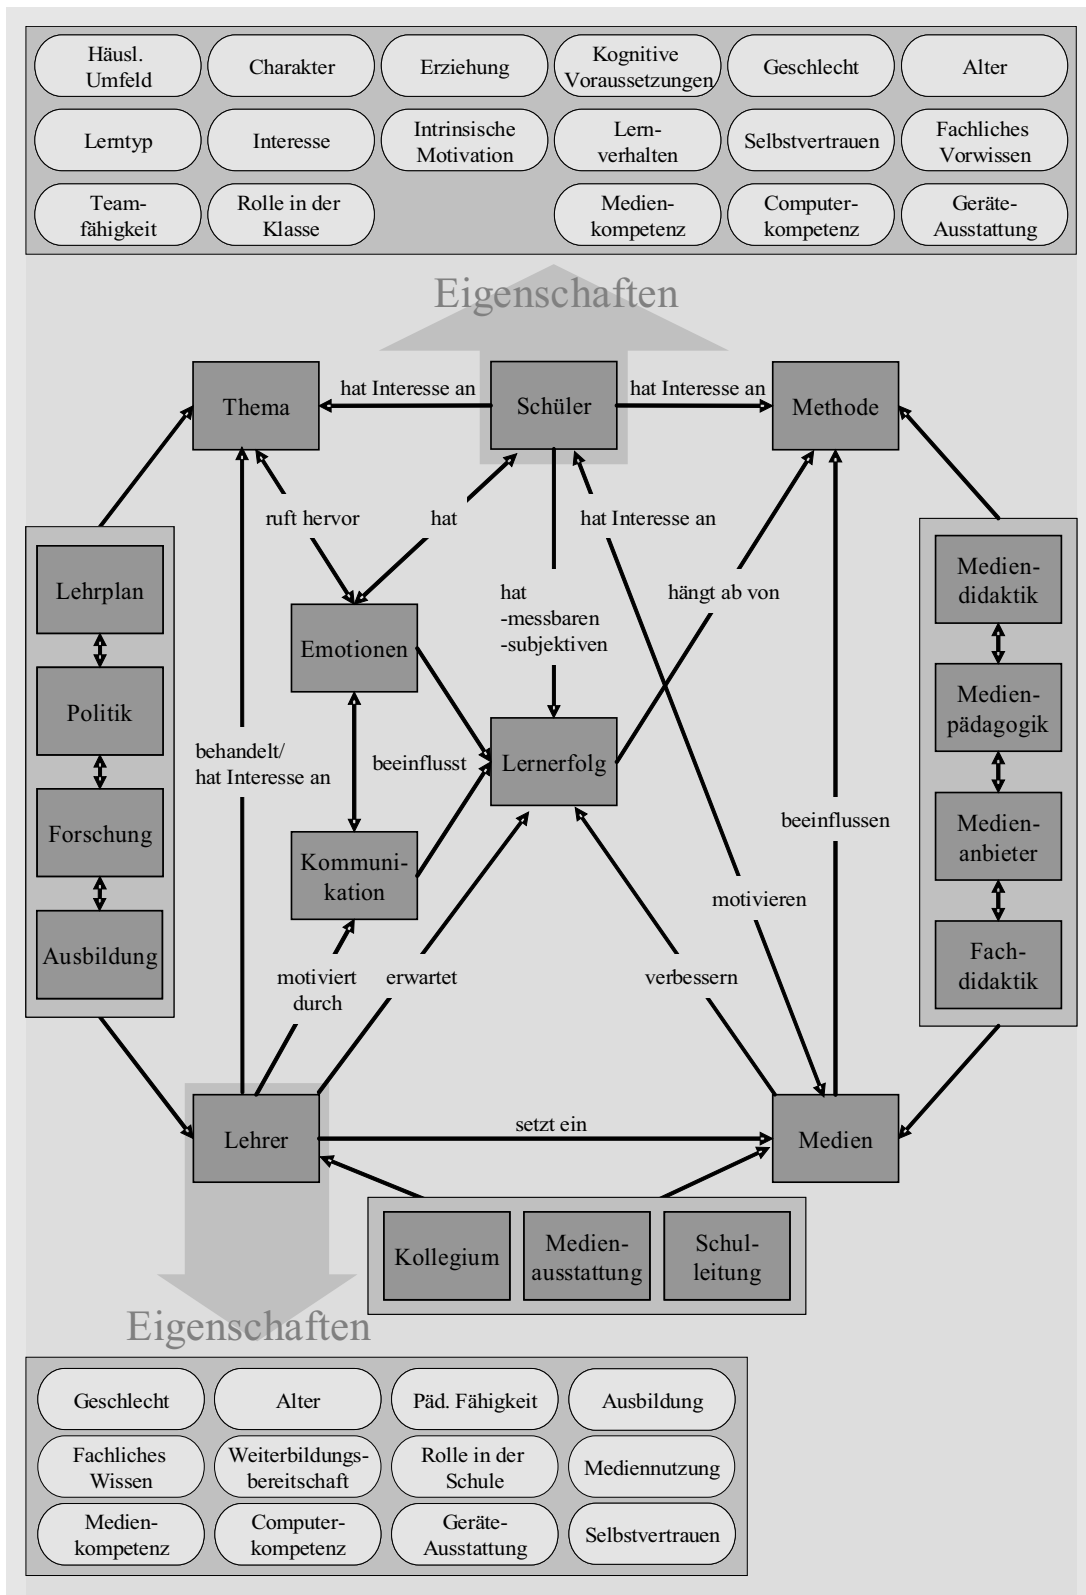 Häusl.
Umfeld
Charakter
Erziehung
Kognitive
Voraussetzungen
Geschlecht
Alter
Lerntyp
Interesse
Intrinsische
Motivation
Lern-
verhalten
Selbstvertrauen
Fachliches
Vorwissen
Team-
fähigkeit
Rolle in der
Klasse
Medien-
kompetenz
Computer-
kompetenz
Geräte-
Ausstattung
Eigenschaften
Thema
hat Interesse an
Schüler
hat Interesse an
Methode
ruft hervor
hat
hat Interesse an
Lehrplan
Politik
Forschung
Ausbildung
Emotionen
hat
-messbaren
-subjektiven
hängt ab von
Medien-
didaktik
Medien-
pädagogik
Medien-
anbieter
Fach-
didaktik
behandelt/
hat Interesse an
beeinflusst
Lernerfolg
beeinflussen
Kommuni-
kation
motivieren
motiviert
durch
erwartet
verbessern
Lehrer
setzt ein
Medien
Kollegium
Medien-
ausstattung
Schul-
leitung
Eigenschaften
Geschlecht
Alter
Päd. Fähigkeit
Ausbildung
Fachliches
Wissen
Weiterbildungs-
bereitschaft
Rolle in der
Schule
Mediennutzung
Medien-
kompetenz
Computer-
kompetenz
Geräte-
Ausstattung
Selbstvertrauen